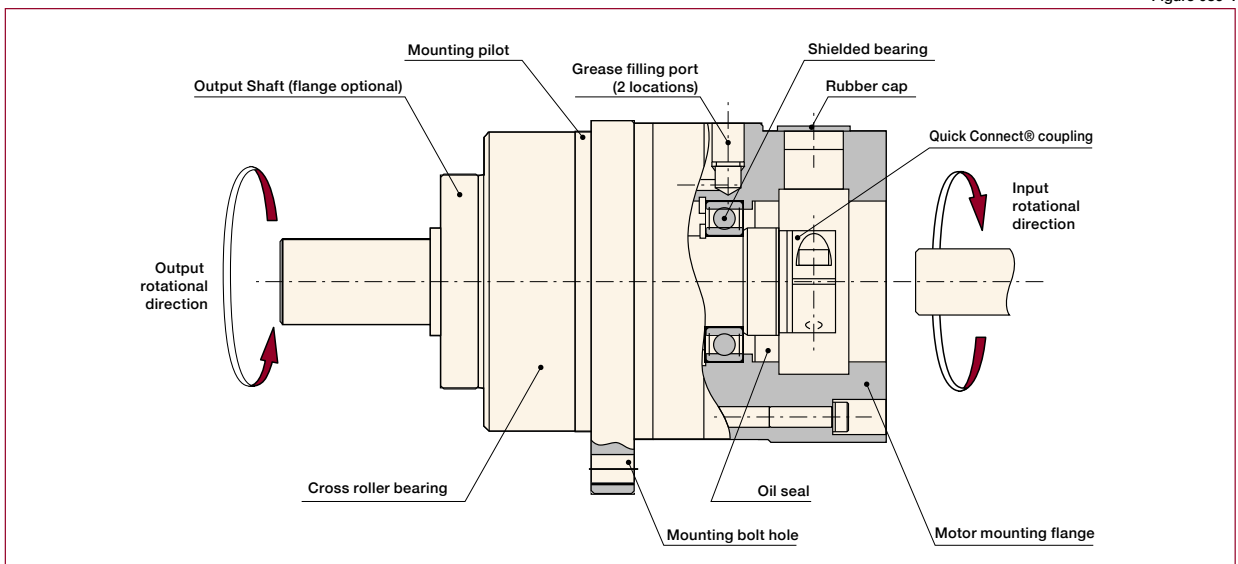 Mounting pilot
Shielded bearing
Grease filling port
(2 locations)
Output Shaft (flange optional)
Rubber cap
Quick Connect® coupling
Input
rotational
direction
Output
rotational
direction
Cross roller bearing
Oil seal
Mounting bolt hole
Motor mounting flange